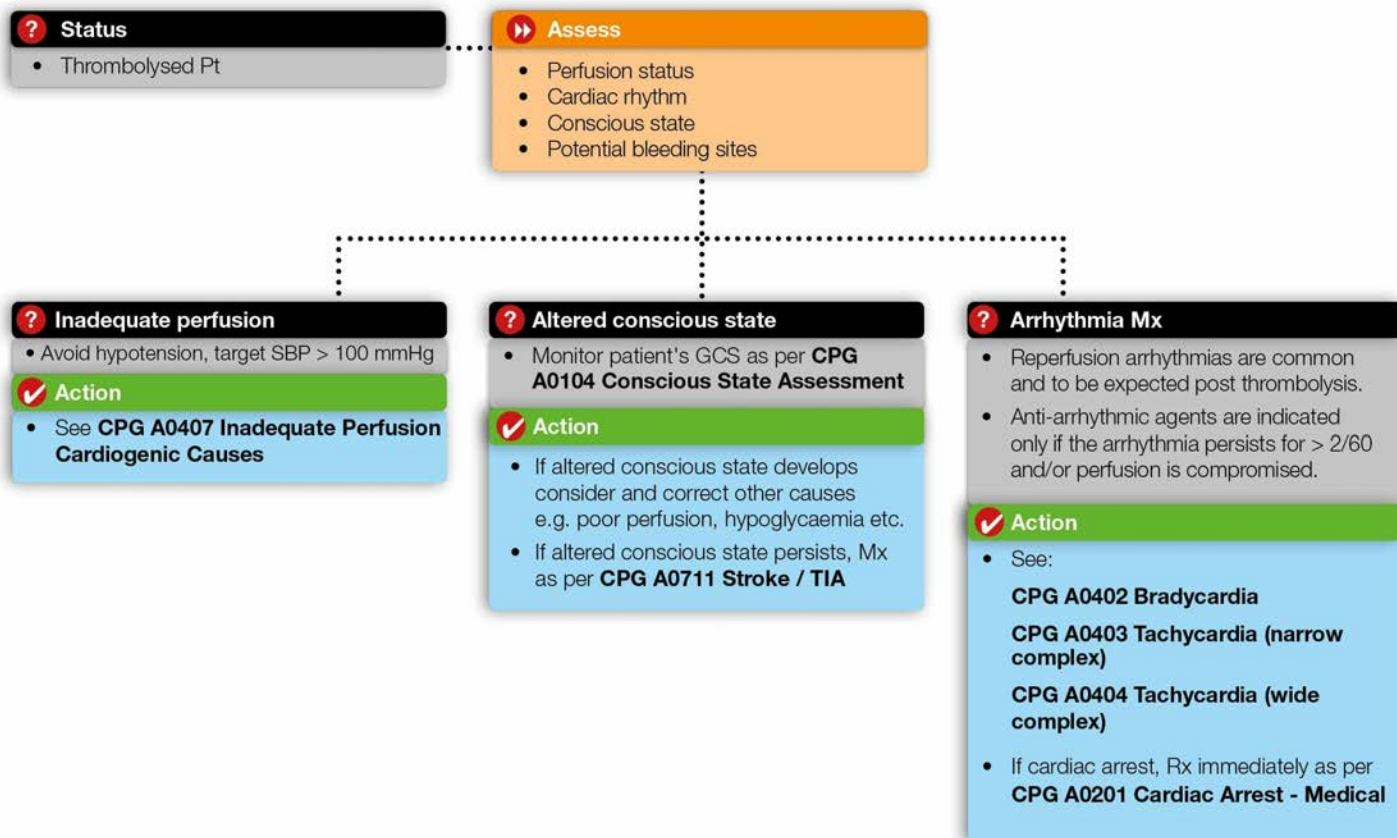 Status
• Thrombolysed Pt
Assess
• Perfusion status
• Cardiac rhythm
• Conscious state
• Potential bleeding sites
Inadequate perfusion
• Avoid hypotension, target SBP > 100 mmHg
Action
• See CPG A0407 Inadequate Perfusion
Cardiogenic Causes
Altered conscious state
• Monitor patient's GCS as per CPG
A0104 Conscious State Assessment
Action
• If altered conscious state develops
consider and correct other causes
e.g. poor perfusion, hypoglycaemia etc.
• If altered conscious state persists, Mx
as per CPG A0711 Stroke / TIA
Arrhythmia Mx
• Reperfusion arrhythmias are common
and to be expected post thrombolysis.
• Anti-arrhythmic agents are indicated
only if the arrhythmia persists for > 2/60
and/or perfusion is compromised.
Action
• See:
CPG A0402 Bradycardia
CPG A0403 Tachycardia (narrow
complex)
CPG A0404 Tachycardia (wide
complex)
• If cardiac arrest, Rx immediately as per
CPG A0201 Cardiac Arrest - Medical